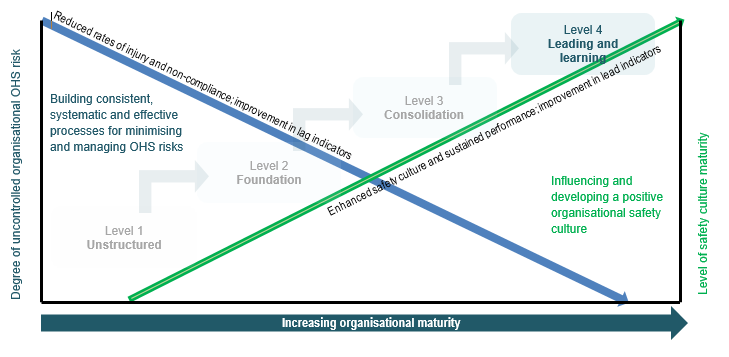 Degree of uncontrolled organisational OHS risk
Reduced rates of injury and non-compliance; improvement in lag indicators
Building consistent,
systematic and effective
processes for minimising
and managing OHS risks
Level 1
Unstructured
Level 2
Foundation
Level 3
Consolidation
Level 4
Leading and
learning
Enhanced safety culture and sustained performance; improvement in lead indicators
Influencing and
developing a positive
organisational safety
culture
Level of safety culture maturity
Increasing organisational maturity